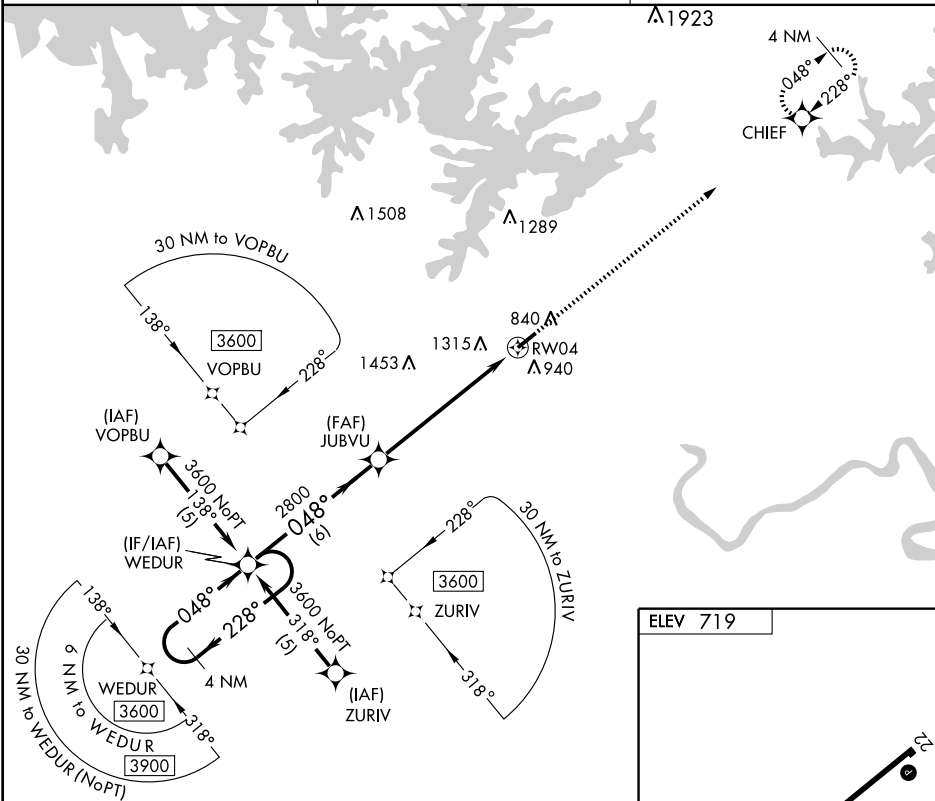 1923
4 NM
048°
228°
CHIEF
1508
1289
30 NM to VOPBU
138°
3600
VOPBU
228°
840
1315
RW04
1453
940
(IAF)
VOPBU
(FAF)
JUBVU
3600 NoPT
138°
(5)
2800
048°
(6)
228°
30 NM to ZURIV
(IF/IAF)
WEDUR
3600
ZURIV
138°
048°
228°
3600 NoPT
318°
(5)
318°
ELEV 719
4 NM
WEDUR
3600
318°
(IAF)
ZURIV
6 NM to WEDUR
3900
30 NM to WEDUR (NoPT)
22
P